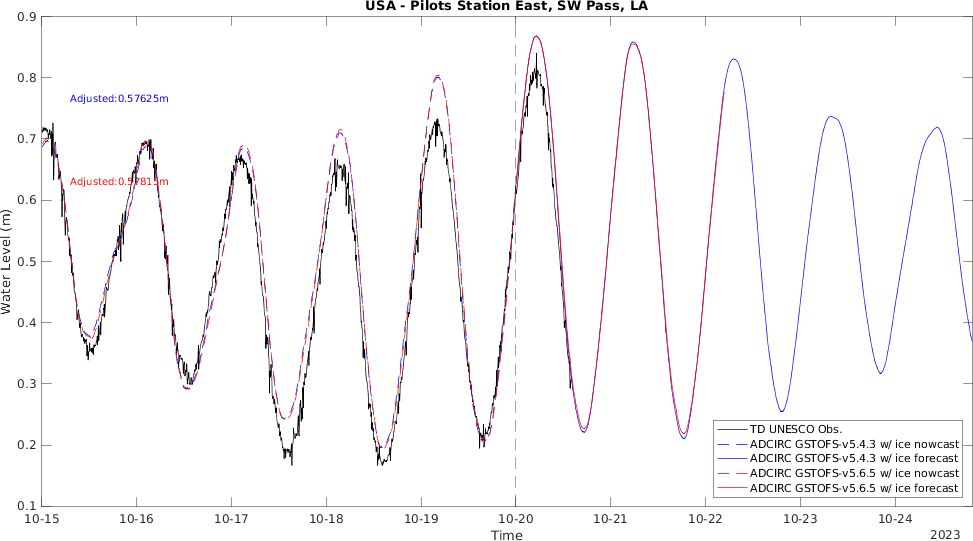 USA - Pilots Station East, SW Pass, LA
0.9
0.8
0.7
0.6
0.5
0.4
0.3
0.2
0.1
Water Level (m)
Adjusted:0.57625m
Adjusted:0.57815m
TD UNESCO Obs.
ADCIRC GSTOFS-v5.4.3 w/ ice nowcast
ADCIRC GSTOFS-v5.4.3 w/ ice forecast
ADCIRC GSTOFS-v5.6.5 w/ ice nowcast
ADCIRC GSTOFS-v5.6.5 w/ ice forecast
10-15 10-16 10-17 10-18 10-19 10-20 10-21 10-22 10-23 10-24
Time
2023